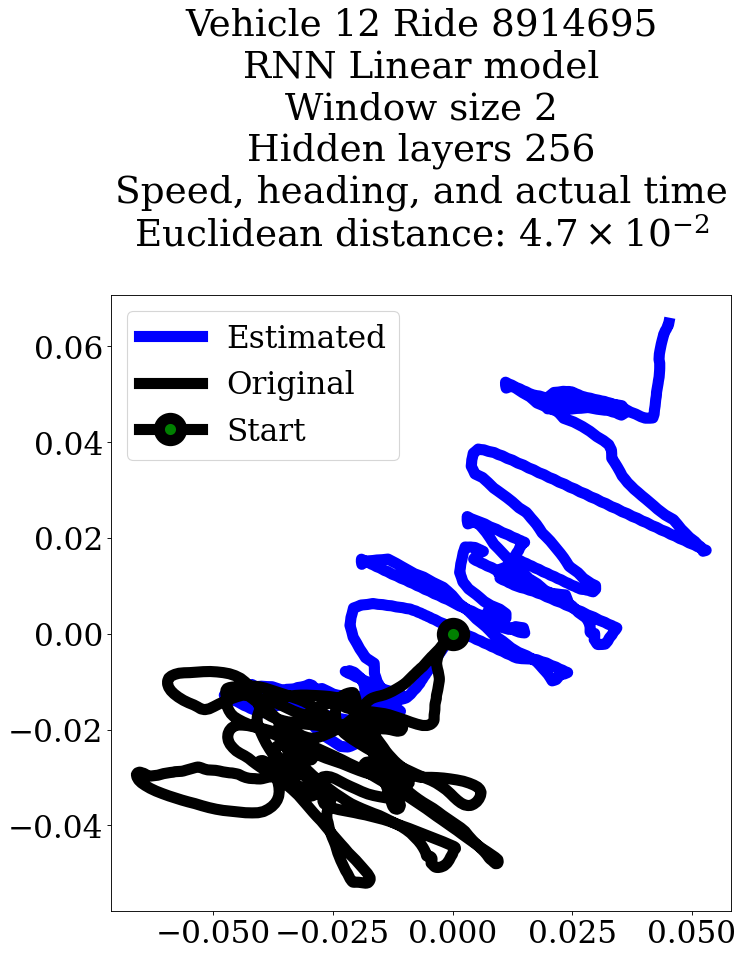 Vehicle 12 Ride 8914695
RNN Linear model
Window size 2
Hidden layers 256
Speed, heading, and actual time
Euclidean distance: 4.7 × 10⁻²
Estimated
Original
Start
0.06
0.04
0.02
0.00
−0.02
−0.04
−0.050 −0.025 0.000 0.025 0.050